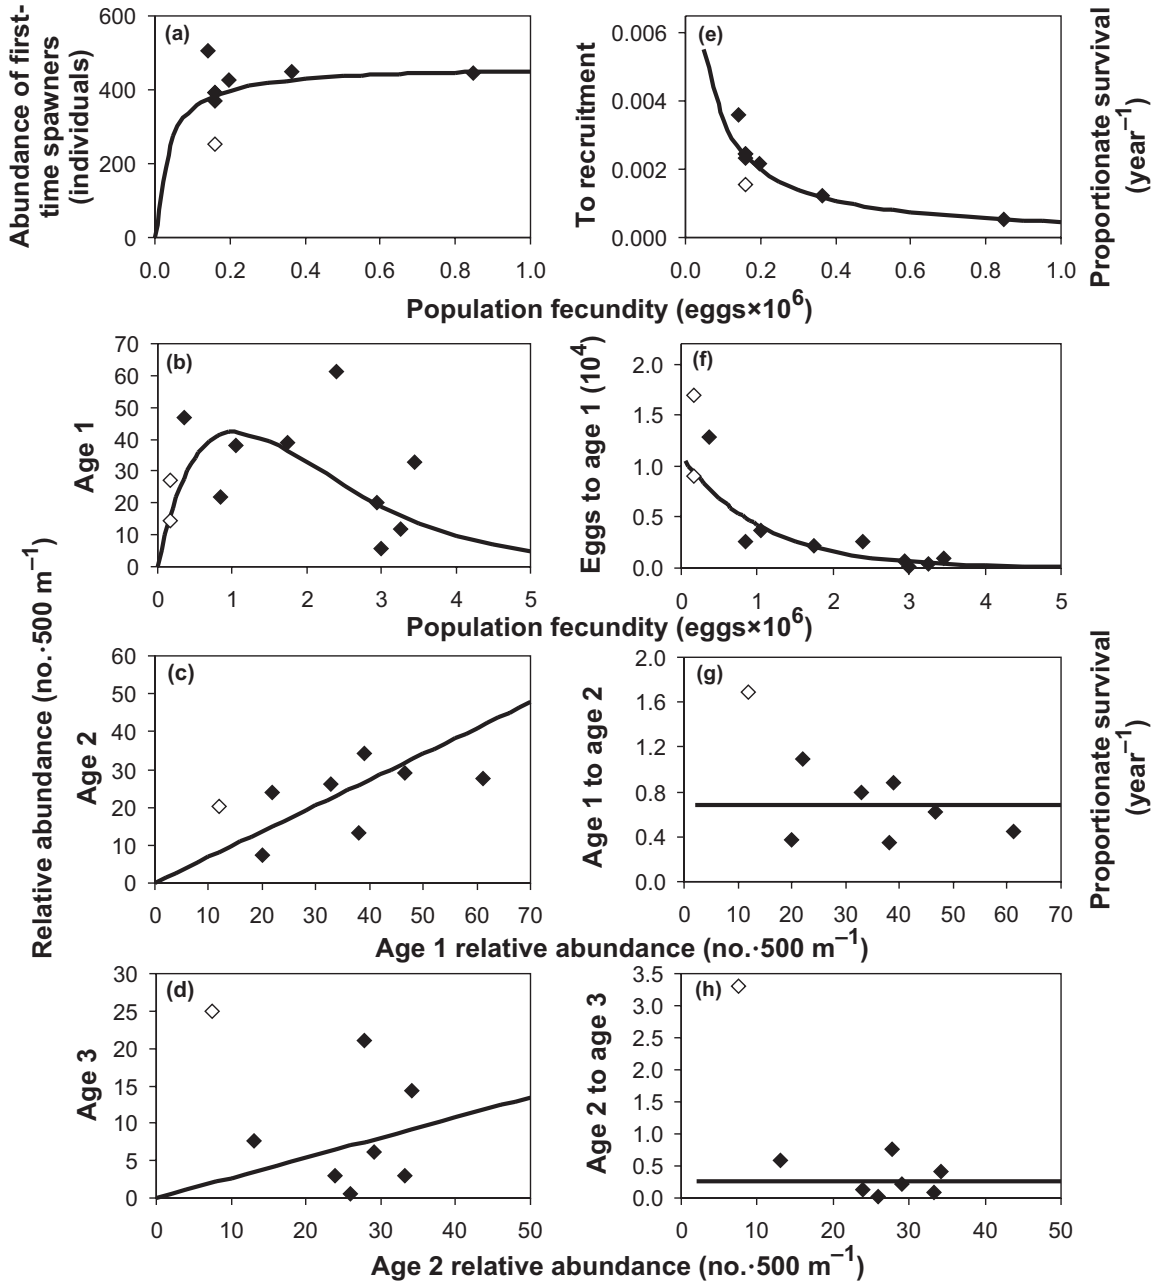 Abundance of first-
time spawners
(individuals)
(a)
600
400
200
0
0.0 0.2 0.4 0.6 0.8 1.0
To recruitment
(e)
0.006
0.004
0.002
0.000
0.0 0.2 0.4 0.6 0.8 1.0
Proportionate survival
(year⁻¹)
Population fecundity (eggs×10⁶)
Relative abundance (no.·500 m⁻¹)
Age 1
(b)
70
60
50
40
30
20
10
0
0 1 2 3 4 5
Eggs to age 1 (10⁴)
(f)
2.0
1.5
1.0
0.5
0.0
0 1 2 3 4 5
Population fecundity (eggs×10⁶)
Age 2
(c)
60
50
40
30
20
10
0
0 10 20 30 40 50 60 70
Age 1 to age 2
(g)
2.0
1.6
1.2
0.8
0.4
0.0
0 10 20 30 40 50 60 70
Proportionate survival
(year⁻¹)
Age 1 relative abundance (no.·500 m⁻¹)
Age 3
(d)
30
25
20
15
10
5
0
0 10 20 30 40 50
Age 2 to age 3
(h)
3.5
3.0
2.5
2.0
1.5
1.0
0.5
0.0
0 10 20 30 40 50
Age 2 relative abundance (no.·500 m⁻¹)